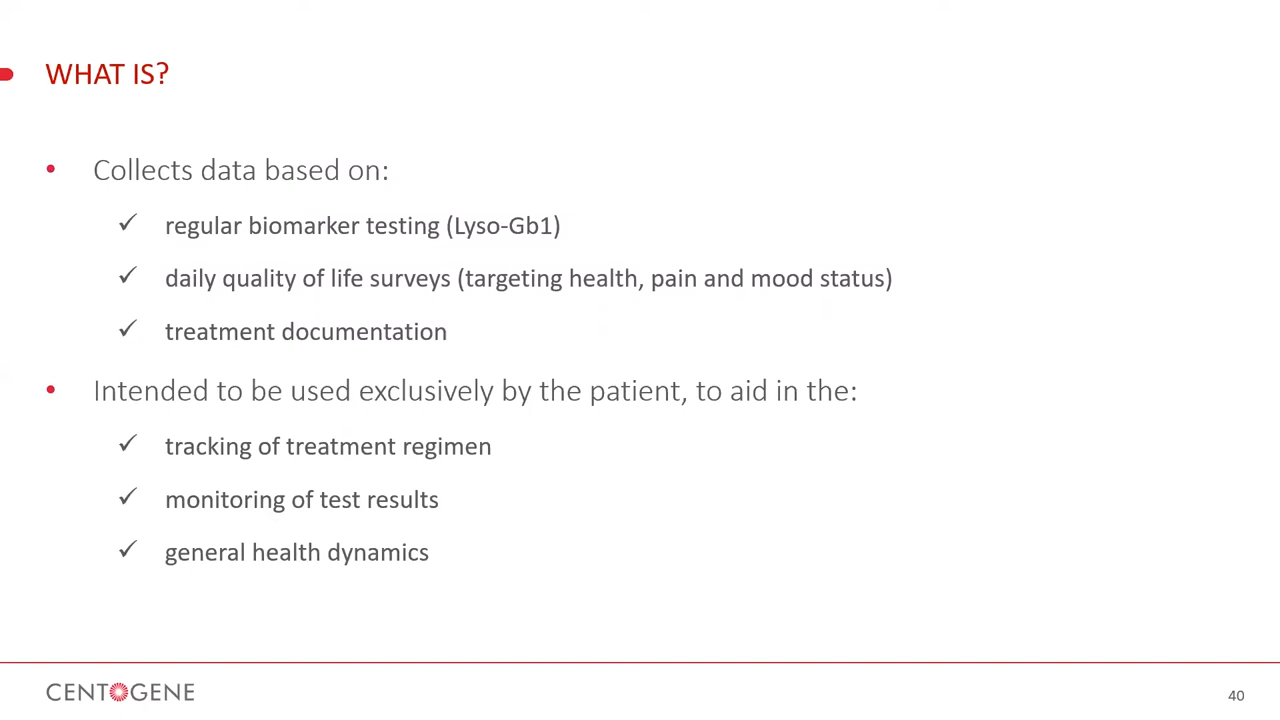 WHAT IS?
• Collects data based on:
✓ regular biomarker testing (Lyso-Gb1)
✓ daily quality of life surveys (targeting health, pain and mood status)
✓ treatment documentation
• Intended to be used exclusively by the patient, to aid in the:
✓ tracking of treatment regimen
✓ monitoring of test results
✓ general health dynamics
CENTOGENE
40